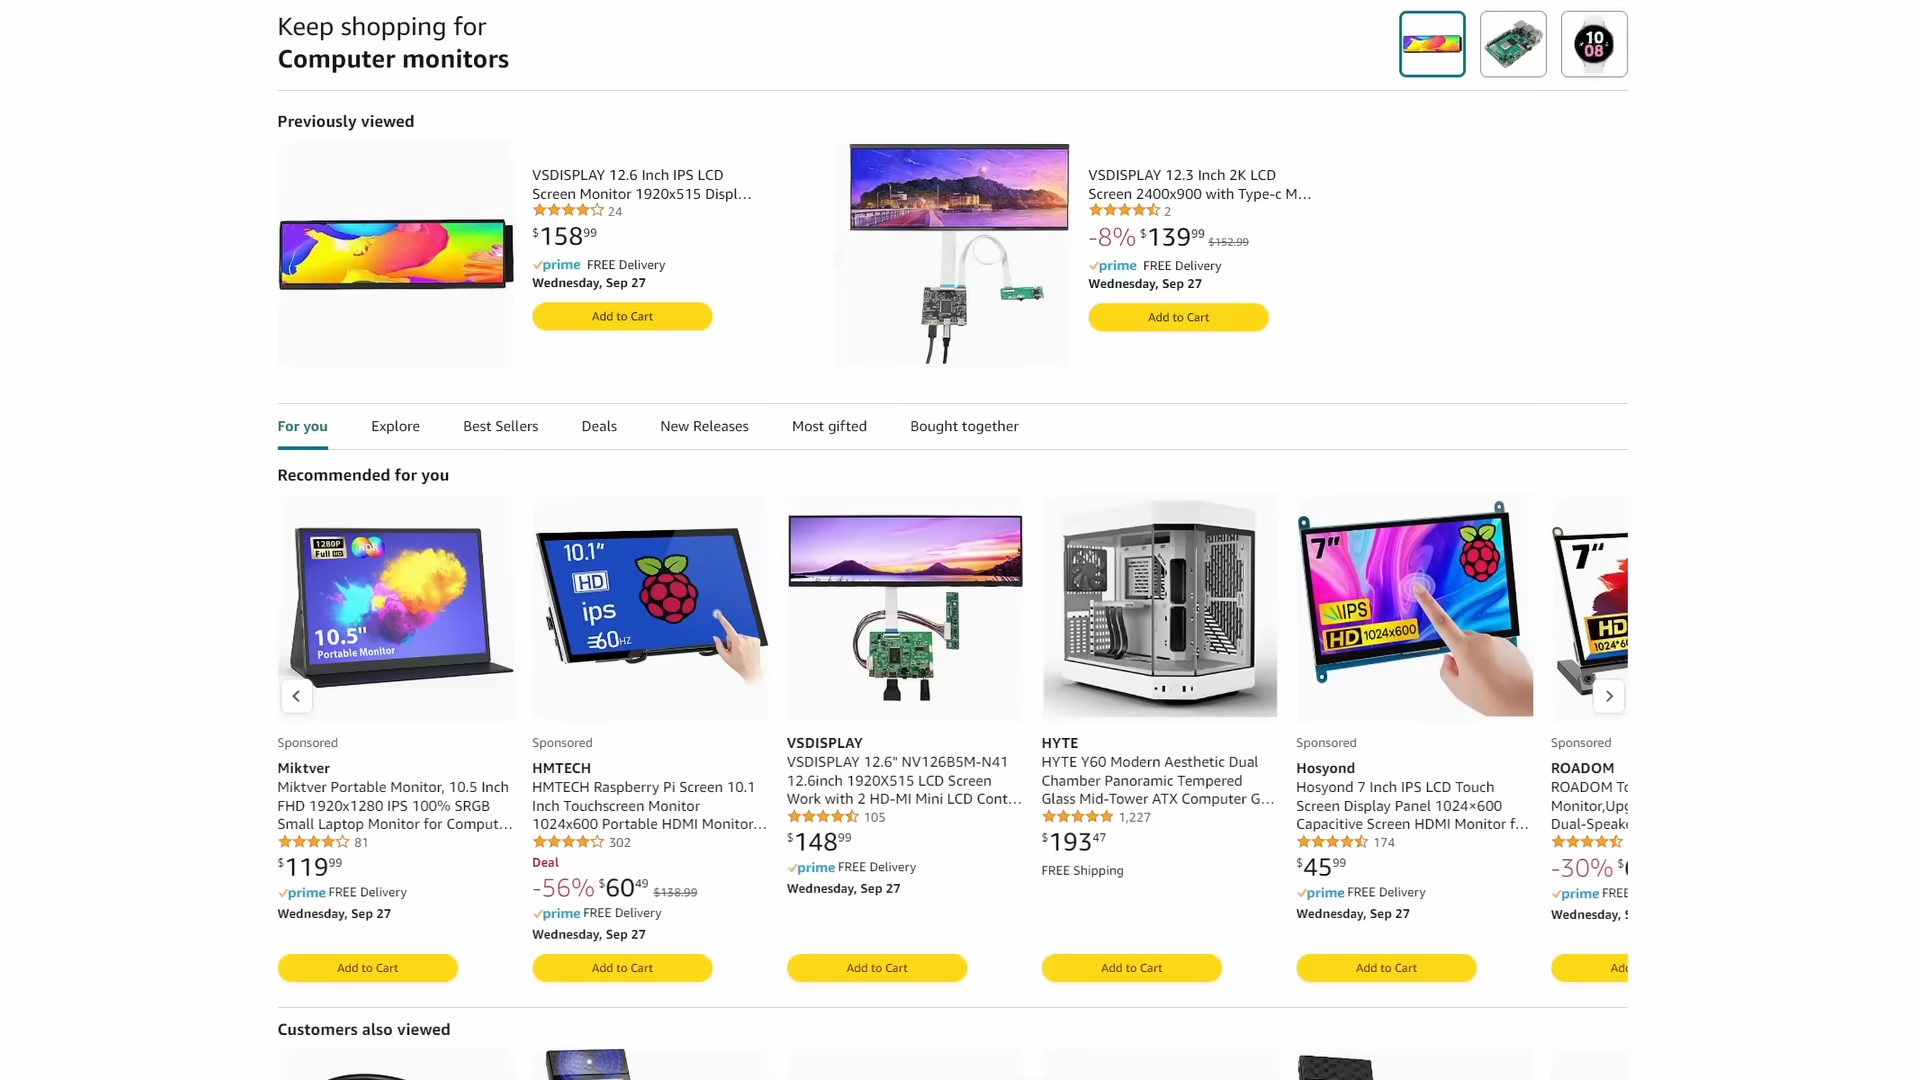 Keep shopping for
Computer monitors
10
08
Previously viewed
VSDISPLAY 12.6 Inch IPS LCD
Screen Monitor 1920x515 Displ…
24
$158.99
prime FREE Delivery
Wednesday, Sep 27
Add to Cart
VSDISPLAY 12.3 Inch 2K LCD
Screen 2400x900 with Type-c M…
2
-8% $139.99 $152.99
prime FREE Delivery
Wednesday, Sep 27
Add to Cart
For you Explore Best Sellers Deals New Releases Most gifted Bought together
Recommended for you
1280P
Full HD
HDR
10.5"
Portable Monitor
Sponsored
Miktver
Miktver Portable Monitor, 10.5 Inch
FHD 1920x1280 IPS 100% SRGB
Small Laptop Monitor for Comput…
81
$119.99
prime FREE Delivery
Wednesday, Sep 27
Add to Cart
10.1"
HD
ips
60HZ
Sponsored
HMTECH
HMTECH Raspberry Pi Screen 10.1
Inch Touchscreen Monitor
1024x600 Portable HDMI Monitor…
302
Deal
-56% $60.49 $138.99
prime FREE Delivery
Wednesday, Sep 27
Add to Cart
VSDISPLAY
VSDISPLAY 12.6" NV126B5M-N41
12.6inch 1920X515 LCD Screen
Work with 2 HD-MI Mini LCD Cont…
105
$148.99
prime FREE Delivery
Wednesday, Sep 27
Add to Cart
HYTE
HYTE Y60 Modern Aesthetic Dual
Chamber Panoramic Tempered
Glass Mid-Tower ATX Computer G…
1,227
$193.47
FREE Shipping
Add to Cart
7"
IPS
HD 1024x600
Sponsored
Hosyond
Hosyond 7 Inch IPS LCD Touch
Screen Display Panel 1024×600
Capacitive Screen HDMI Monitor f…
174
$45.99
prime FREE Delivery
Wednesday, Sep 27
Add to Cart
7"
HD
Sponsored
ROADOM
ROADOM
-30%
prime
Wednesday,
Customers also viewed